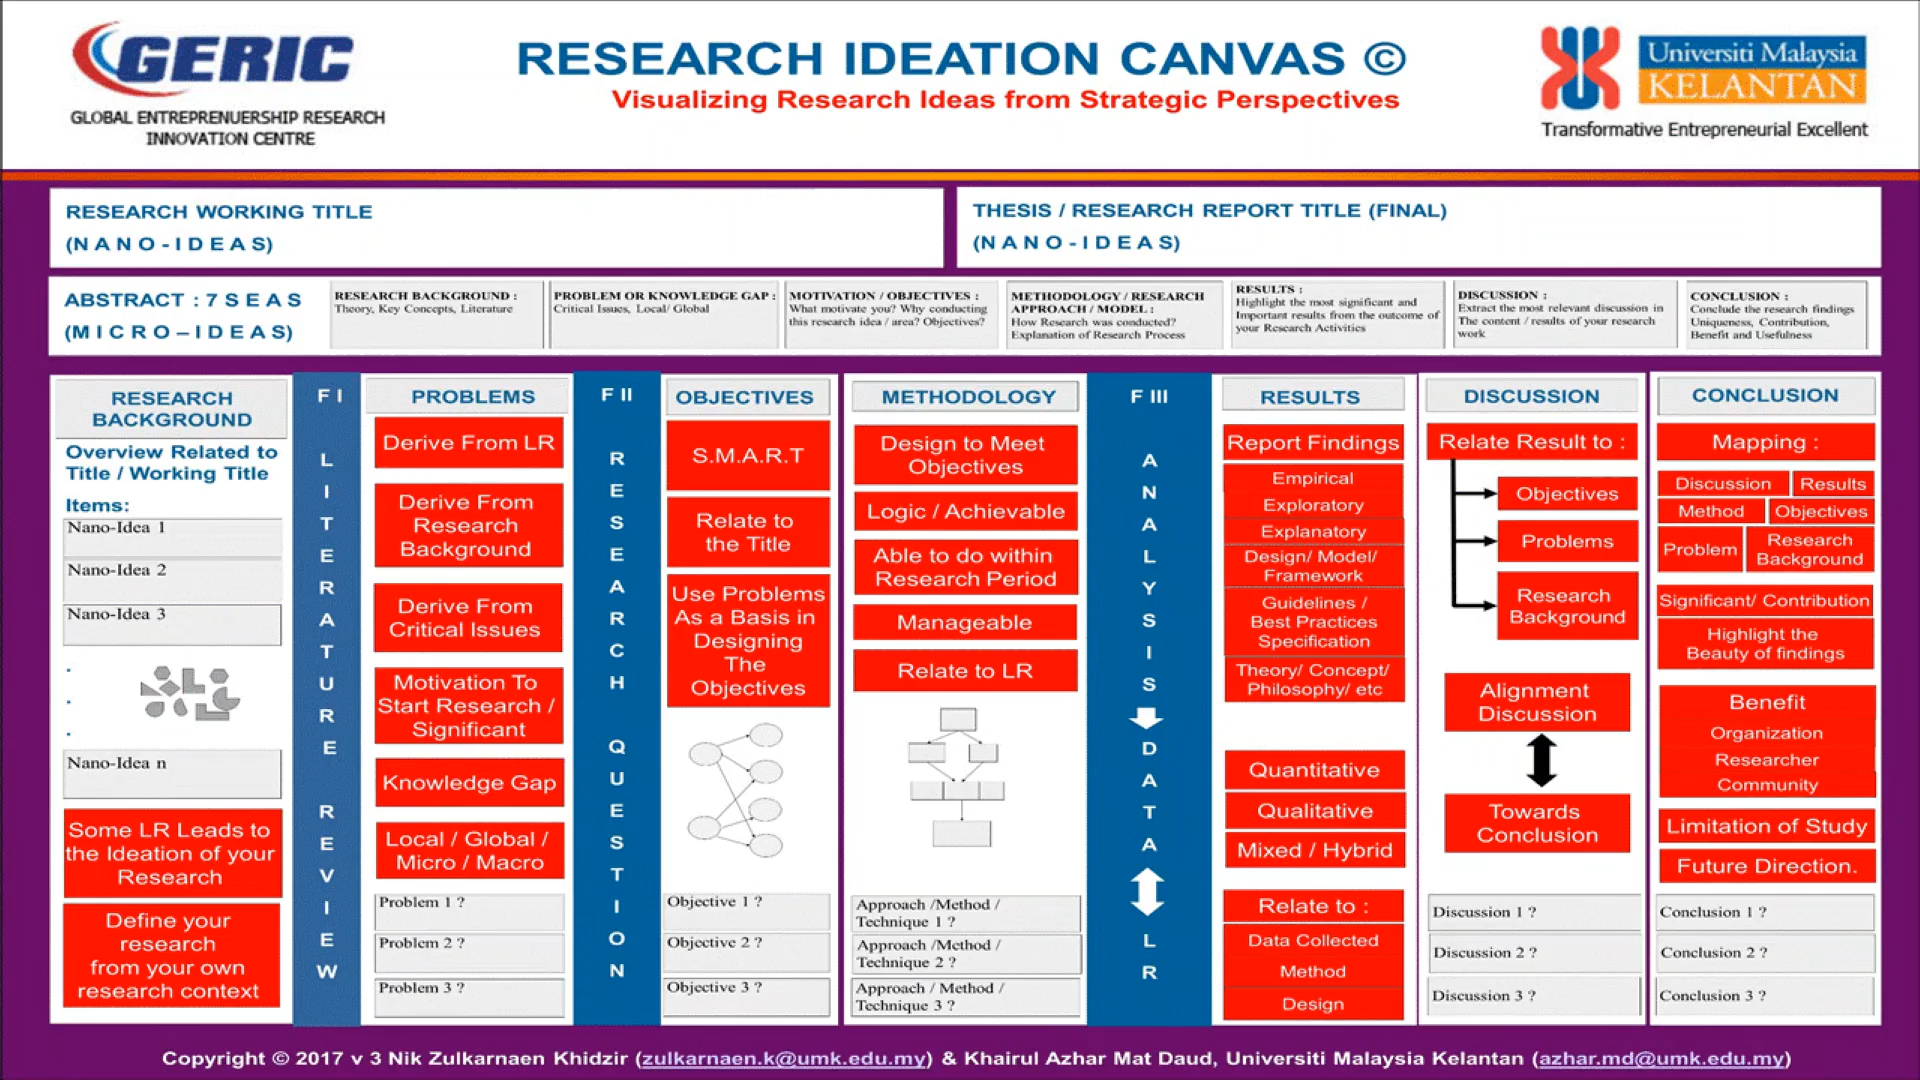 GERIC
GLOBAL ENTREPRENUERSHIP RESEARCH
INNOVATION CENTRE
RESEARCH IDEATION CANVAS ©
Visualizing Research Ideas from Strategic Perspectives
Universiti Malaysia
KELANTAN
Transformative Entrepreneurial Excellent
RESEARCH WORKING TITLE
(N A N O - I D E A S)
THESIS / RESEARCH REPORT TITLE (FINAL)
(N A N O - I D E A S)
ABSTRACT : 7 S E A S
(M I C R O – I D E A S)
RESEARCH BACKGROUND :
Theory, Key Concepts, Literature
PROBLEM OR KNOWLEDGE GAP :
Critical Issues, Local/ Global
MOTIVATION / OBJECTIVES :
What motivate you? Why conducting
this research idea / area? Objectives?
METHODOLOGY / RESEARCH
APPROACH / MODEL :
How Research was conducted?
Explanation of Research Process
RESULTS :
Highlight the most significant and
Important results from the outcome of
your Research Activities
DISCUSSION :
Extract the most relevant discussion in
The content / results of your research
work
CONCLUSION :
Conclude the research findings
Uniqueness, Contribution,
Benefit and Usefulness
RESEARCH
BACKGROUND
Overview Related to
Title / Working Title
Items:
Nano-Idea 1
Nano-Idea 2
Nano-Idea 3
.
.
.
Nano-Idea n
Some LR Leads to
the Ideation of your
Research
Define your
research
from your own
research context
F I
L
I
T
E
R
A
T
U
R
E
R
E
V
I
E
W
PROBLEMS
Derive From LR
Derive From
Research
Background
Derive From
Critical Issues
Motivation To
Start Research /
Significant
Knowledge Gap
Local / Global /
Micro / Macro
Problem 1 ?
Problem 2 ?
Problem 3 ?
F II
R
E
S
E
A
R
C
H
Q
U
E
S
T
I
O
N
OBJECTIVES
S.M.A.R.T
Relate to
the Title
Use Problems
As a Basis in
Designing
The
Objectives
Objective 1 ?
Objective 2 ?
Objective 3 ?
METHODOLOGY
Design to Meet
Objectives
Logic / Achievable
Able to do within
Research Period
Manageable
Relate to LR
Approach /Method /
Technique 1 ?
Approach /Method /
Technique 2 ?
Approach / Method /
Technique 3 ?
F III
A
N
A
L
Y
S
I
S
D
A
T
A
L
R
RESULTS
Report Findings
Empirical
Exploratory
Explanatory
Design/ Model/
Framework
Guidelines /
Best Practices
Specification
Theory/ Concept/
Philosophy/ etc
Quantitative
Qualitative
Mixed / Hybrid
Relate to :
Data Collected
Method
Design
DISCUSSION
Relate Result to :
Objectives
Problems
Research
Background
Alignment
Discussion
Towards
Conclusion
Discussion 1 ?
Discussion 2 ?
Discussion 3 ?
CONCLUSION
Mapping :
Discussion Results
Method Objectives
Problem
Research
Background
Significant/ Contribution
Highlight the
Beauty of findings
Benefit
Organization
Researcher
Community
Limitation of Study
Future Direction.
Conclusion 1 ?
Conclusion 2 ?
Conclusion 3 ?
Copyright © 2017 v 3 Nik Zulkarnaen Khidzir (zulkarnaen.k@umk.edu.my) & Khairul Azhar Mat Daud, Universiti Malaysia Kelantan (azhar.md@umk.edu.my)